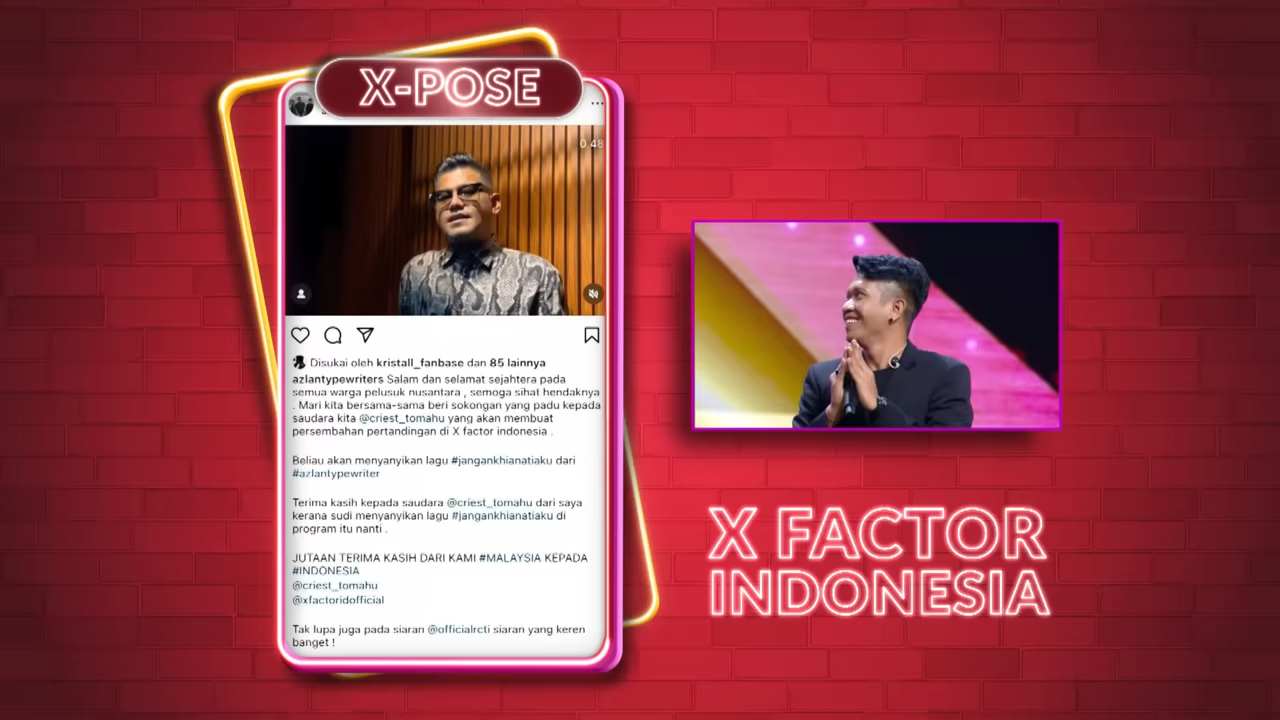 X-POSE
0.48
Disukai oleh kristall_fanbase dan 85 lainnya
azlantypewriters Salam dan selamat sejahtera pada
semua warga pelusuk nusantara , semoga sihat hendaknya
. Mari kita bersama-sama beri sokongan yang padu kepada
saudara kita @criest_tomahu yang akan membuat
persembahan pertandingan di X factor indonesia .
Beliau akan menyanyikan lagu #jangankhianatiaku dari
#azlantypewriter
Terima kasih kepada saudara @criest_tomahu dari saya
kerana sudi menyanyikan lagu #jangankhianatiaku di
program itu nanti .
JUTAAN TERIMA KASIH DARI KAMI #MALAYSIA KEPADA
#INDONESIA
@criest_tomahu
@xfactoridofficial
Tak lupa juga pada siaran @officialrcti siaran yang keren
banget !
X FACTOR
INDONESIA